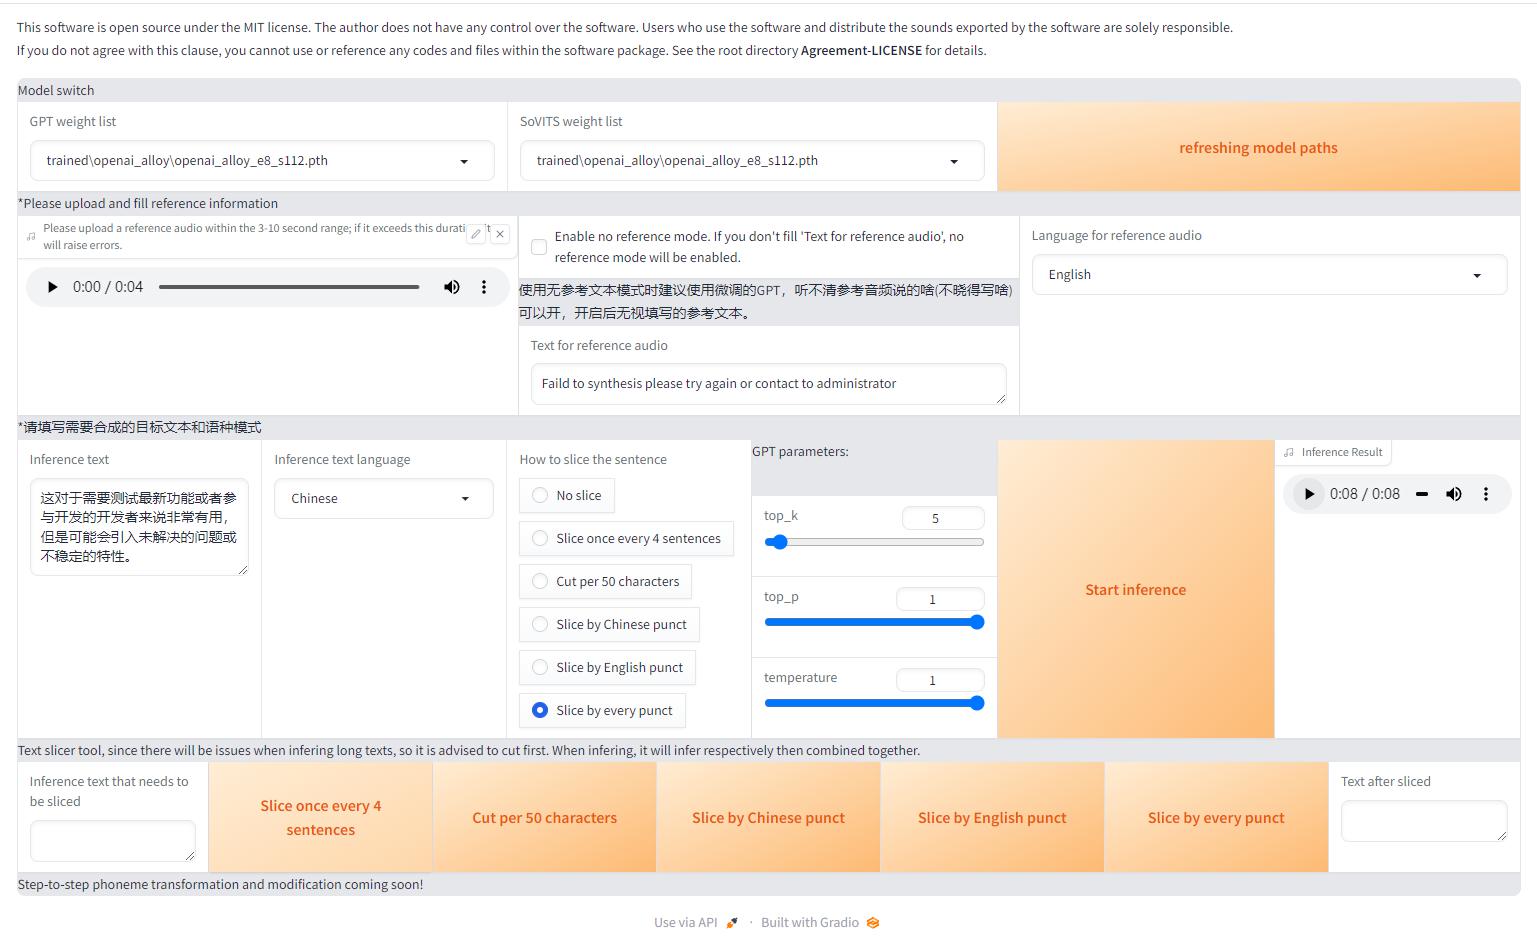 This software is open source under the MIT license. The author does not have any control over the software. Users who use the software and distribute the sounds exported by the software are solely responsible.
If you do not agree with this clause, you cannot use or reference any codes and files within the software package. See the root directory Agreement-LICENSE for details.
Model switch
GPT weight list
trained\openai_alloy\openai_alloy_e8_s112.pth
SoVITS weight list
trained\openai_alloy\openai_alloy_e8_s112.pth
refreshing model paths
*Please upload and fill reference information
Please upload a reference audio within the 3-10 second range; if it exceeds this durati
will raise errors.
0:00 / 0:04
Enable no reference mode. If you don't fill 'Text for reference audio', no
reference mode will be enabled.
使用无参考文本模式时建议使用微调的GPT，听不清参考音频说的啥(不晓得写啥)
可以开，开启后无视填写的参考文本。
Text for reference audio
Faild to synthesis please try again or contact to administrator
Language for reference audio
English
*请填写需要合成的目标文本和语种模式
Inference text
这对于需要测试最新功能或者参
与开发的开发者来说非常有用，
但是可能会引入未解决的问题或
不稳定的特性。
Inference text language
Chinese
How to slice the sentence
No slice
Slice once every 4 sentences
Cut per 50 characters
Slice by Chinese punct
Slice by English punct
Slice by every punct
GPT parameters:
top_k
5
top_p
1
temperature
1
Start inference
Inference Result
0:08 / 0:08
Text slicer tool, since there will be issues when infering long texts, so it is advised to cut first. When infering, it will infer respectively then combined together.
Inference text that needs to
be sliced
Slice once every 4
sentences
Cut per 50 characters
Slice by Chinese punct
Slice by English punct
Slice by every punct
Text after sliced
Step-to-step phoneme transformation and modification coming soon!
Use via API · Built with Gradio